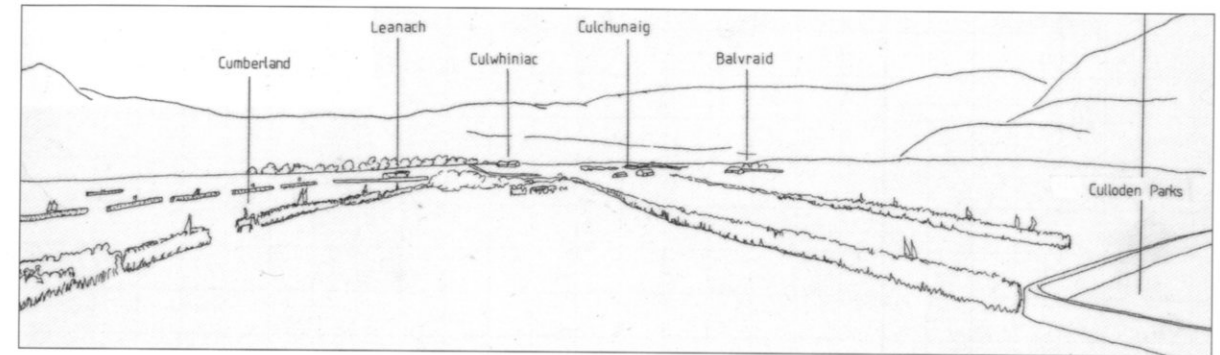 Leanach
Culchunaig
Cumberland
Culwhiniac
Balvraid
Culloden Parks